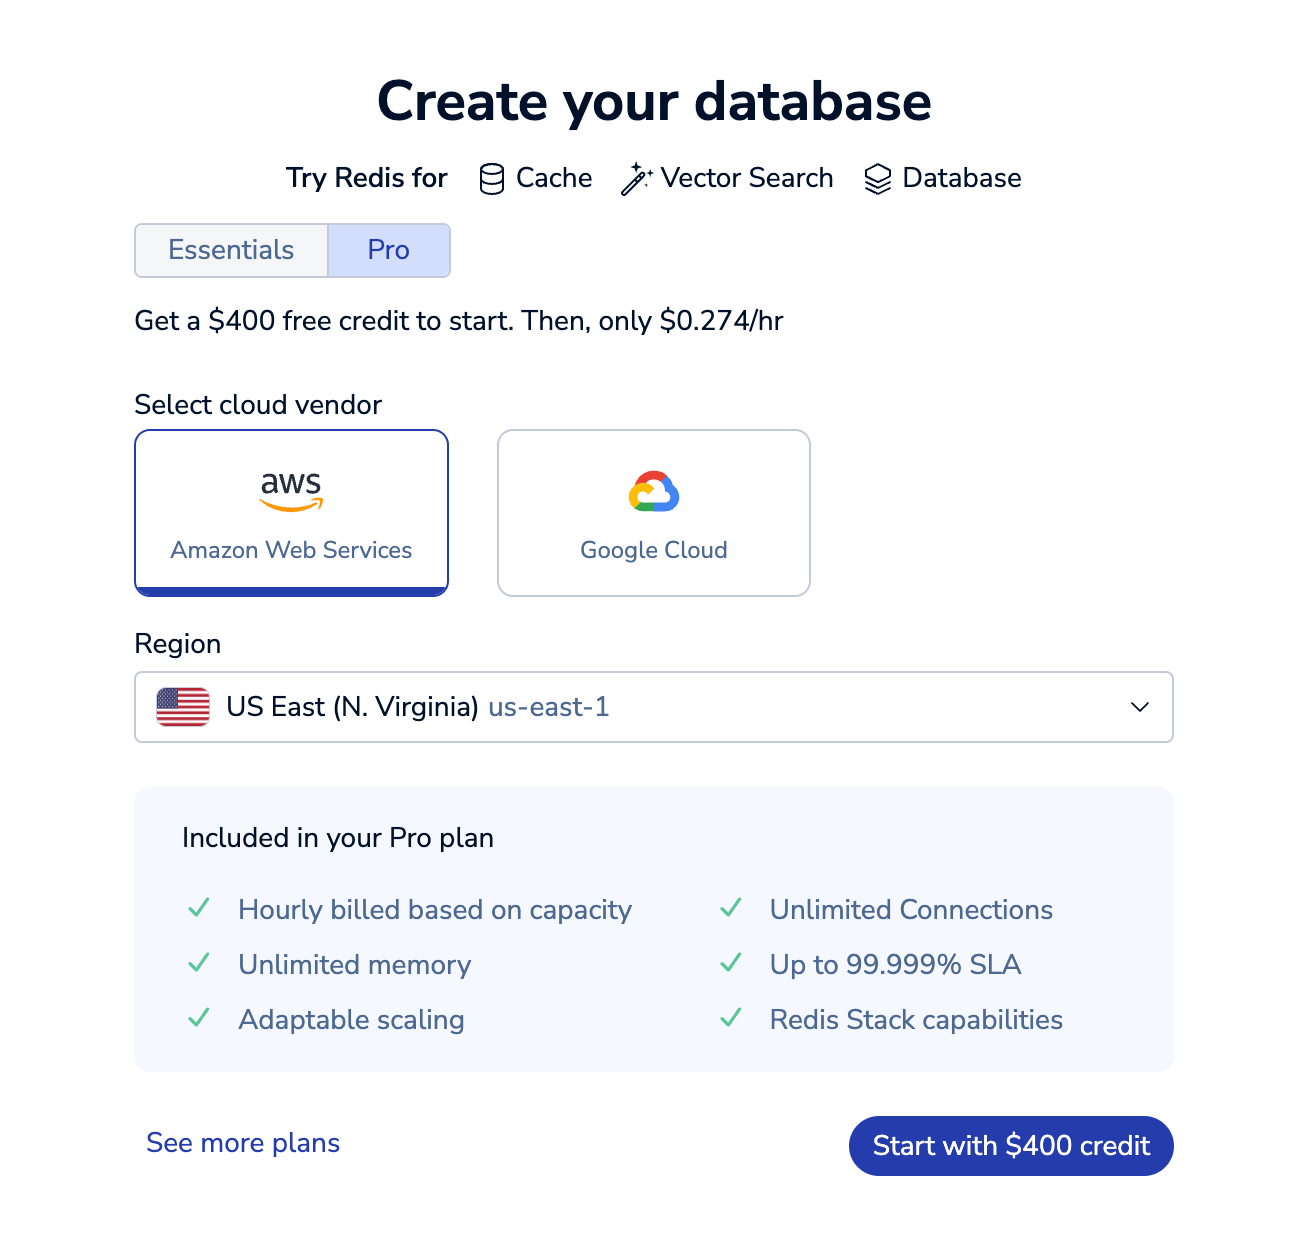 Create your database
Try Redis for Cache Vector Search Database
Essentials Pro
Get a $400 free credit to start. Then, only $0.274/hr
Select cloud vendor
aws
Amazon Web Services Google Cloud
Region
US East (N. Virginia) us-east-1
Included in your Pro plan
Hourly billed based on capacity Unlimited Connections
Unlimited memory Up to 99.999% SLA
Adaptable scaling Redis Stack capabilities
See more plans Start with $400 credit